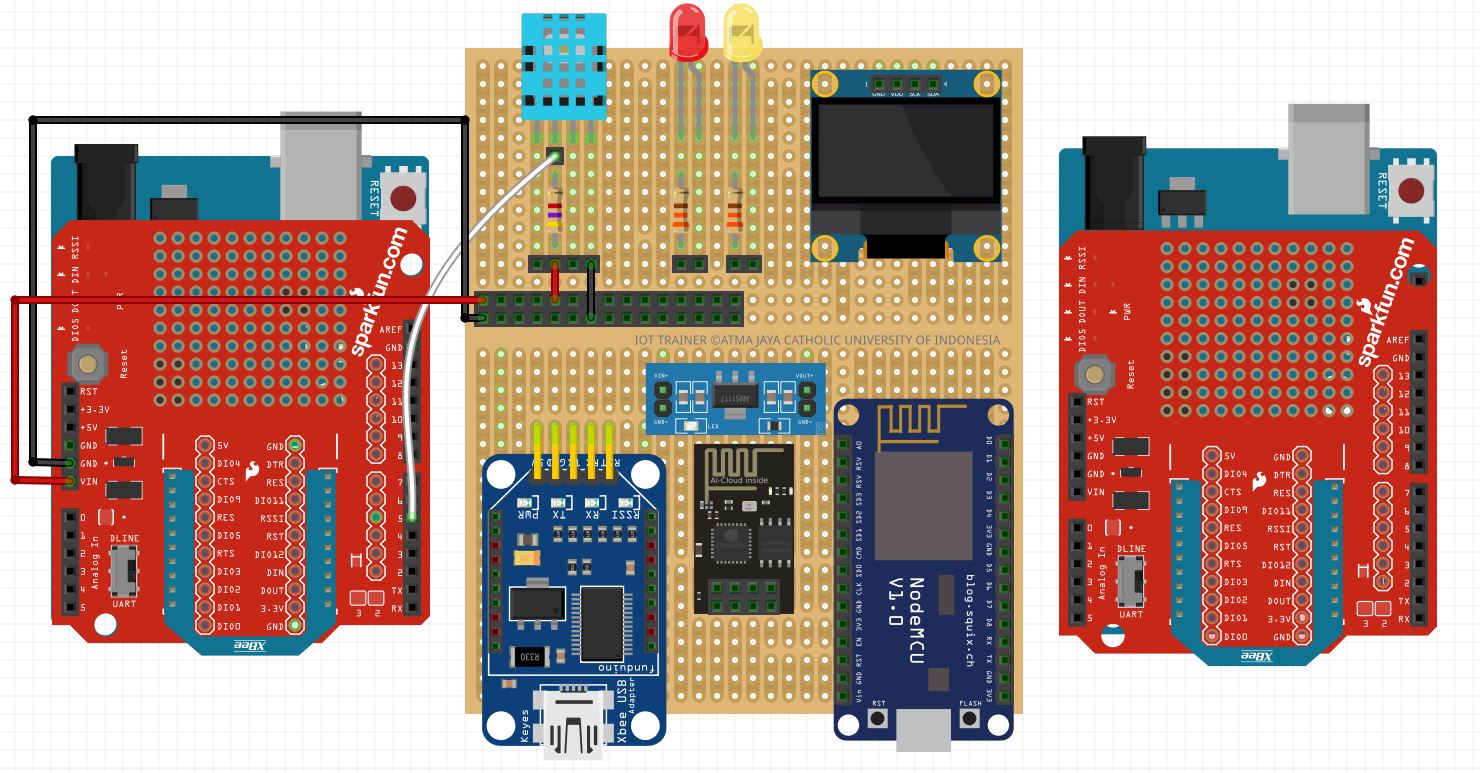 1 4
GND VDD SCK SDA
RESET
RESET
sparkfun.com
DIO5 DOUT DIN RSSI
PWR
Reset
AREF
GND
13
12
11
10
9
8
RST
+3.3V
+5V
GND
GND
VIN
7
6
5
4
3
2
TX
RX
0
1
2
3
4
5
Analog In
DLINE
UART
5V GND
DIO4 DTR
CTS RES
DIO9 DIO11
RES RSSI
DIO5 RST
RTS DIO12
DIO3 DIN
DIO2 DOUT
DIO1 3.3V
DIO0 GND
3 2
XBee
IOT TRAINER ©ATMA JAYA CATHOLIC UNIVERSITY OF INDONESIA
VIN+ VOUT+
AMS1117
GND- GND-
LED
PWR TX RX RSSI
R330
funduino
Keyes
Xbee USB
Adapter
AI-Cloud inside
A0
RSV
RSV
SD3
SD2
SD1
CMD
SD0
CLK
GND
3V3
EN
RST
GND
Vin
D0
D1
D2
D3
D4
3V3
GND
D5
D6
D7
D8
RX
TX
GND
3V3
NodeMCU
V1.0
blog.squix.ch
RST FLASH
sparkfun.com
DIO5 DOUT DIN RSSI
PWR
Reset
AREF
GND
13
12
11
10
9
8
RST
+3.3V
+5V
GND
GND
VIN
7
6
5
4
3
2
TX
RX
0
1
2
3
4
5
Analog In
DLINE
UART
5V GND
DIO4 DTR
CTS RES
DIO9 DIO11
RES RSSI
DIO5 RST
RTS DIO12
DIO3 DIN
DIO2 DOUT
DIO1 3.3V
DIO0 GND
3 2
XBee